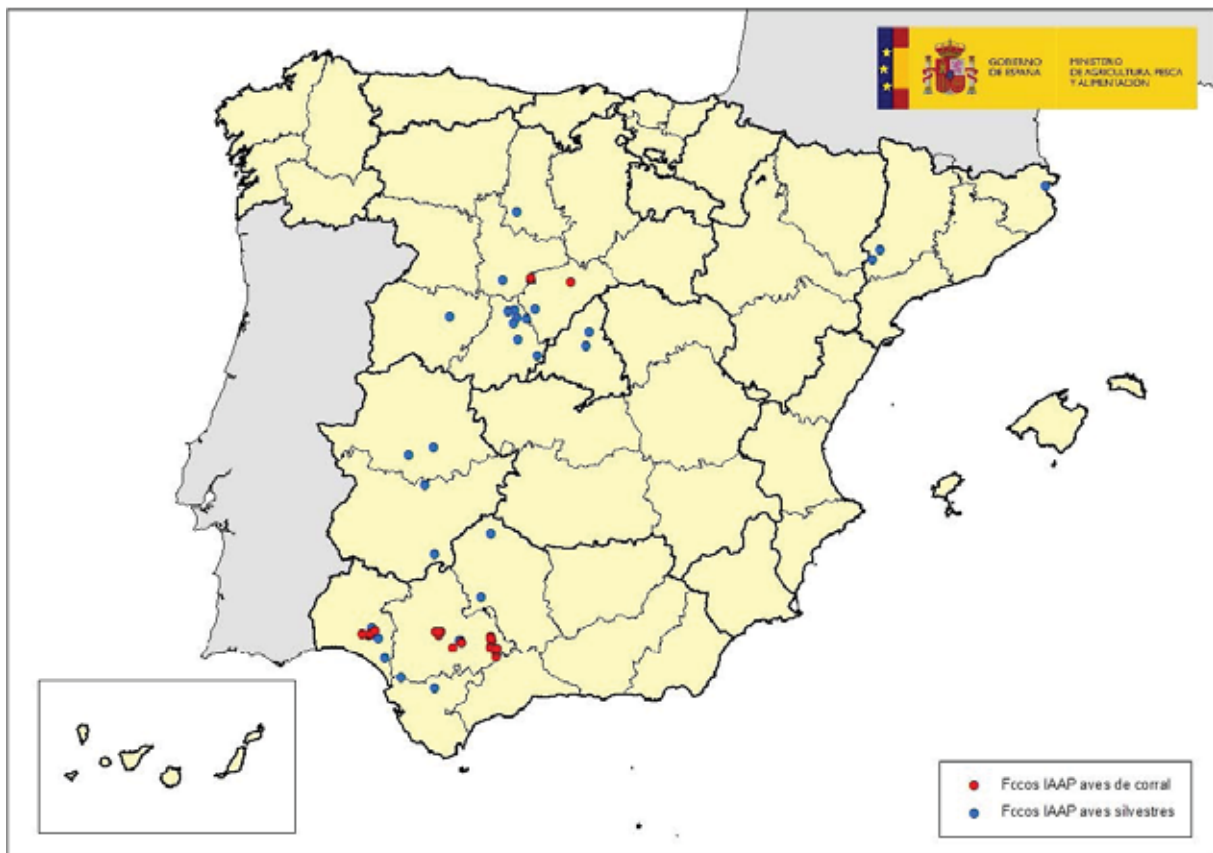 GOBIERNO
DE ESPAÑA
MINISTERIO
DE AGRICULTURA, PESCA
Y ALIMENTACIÓN
Fccos IAAP aves de corral
Fccos IAAP aves silvestres